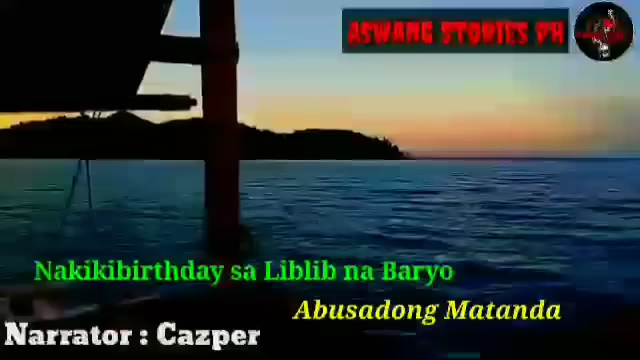 ASWANG STORIES PH
Nakikibirthday sa Liblib na Baryo
Abusadong Matanda
Narrator : Cazper